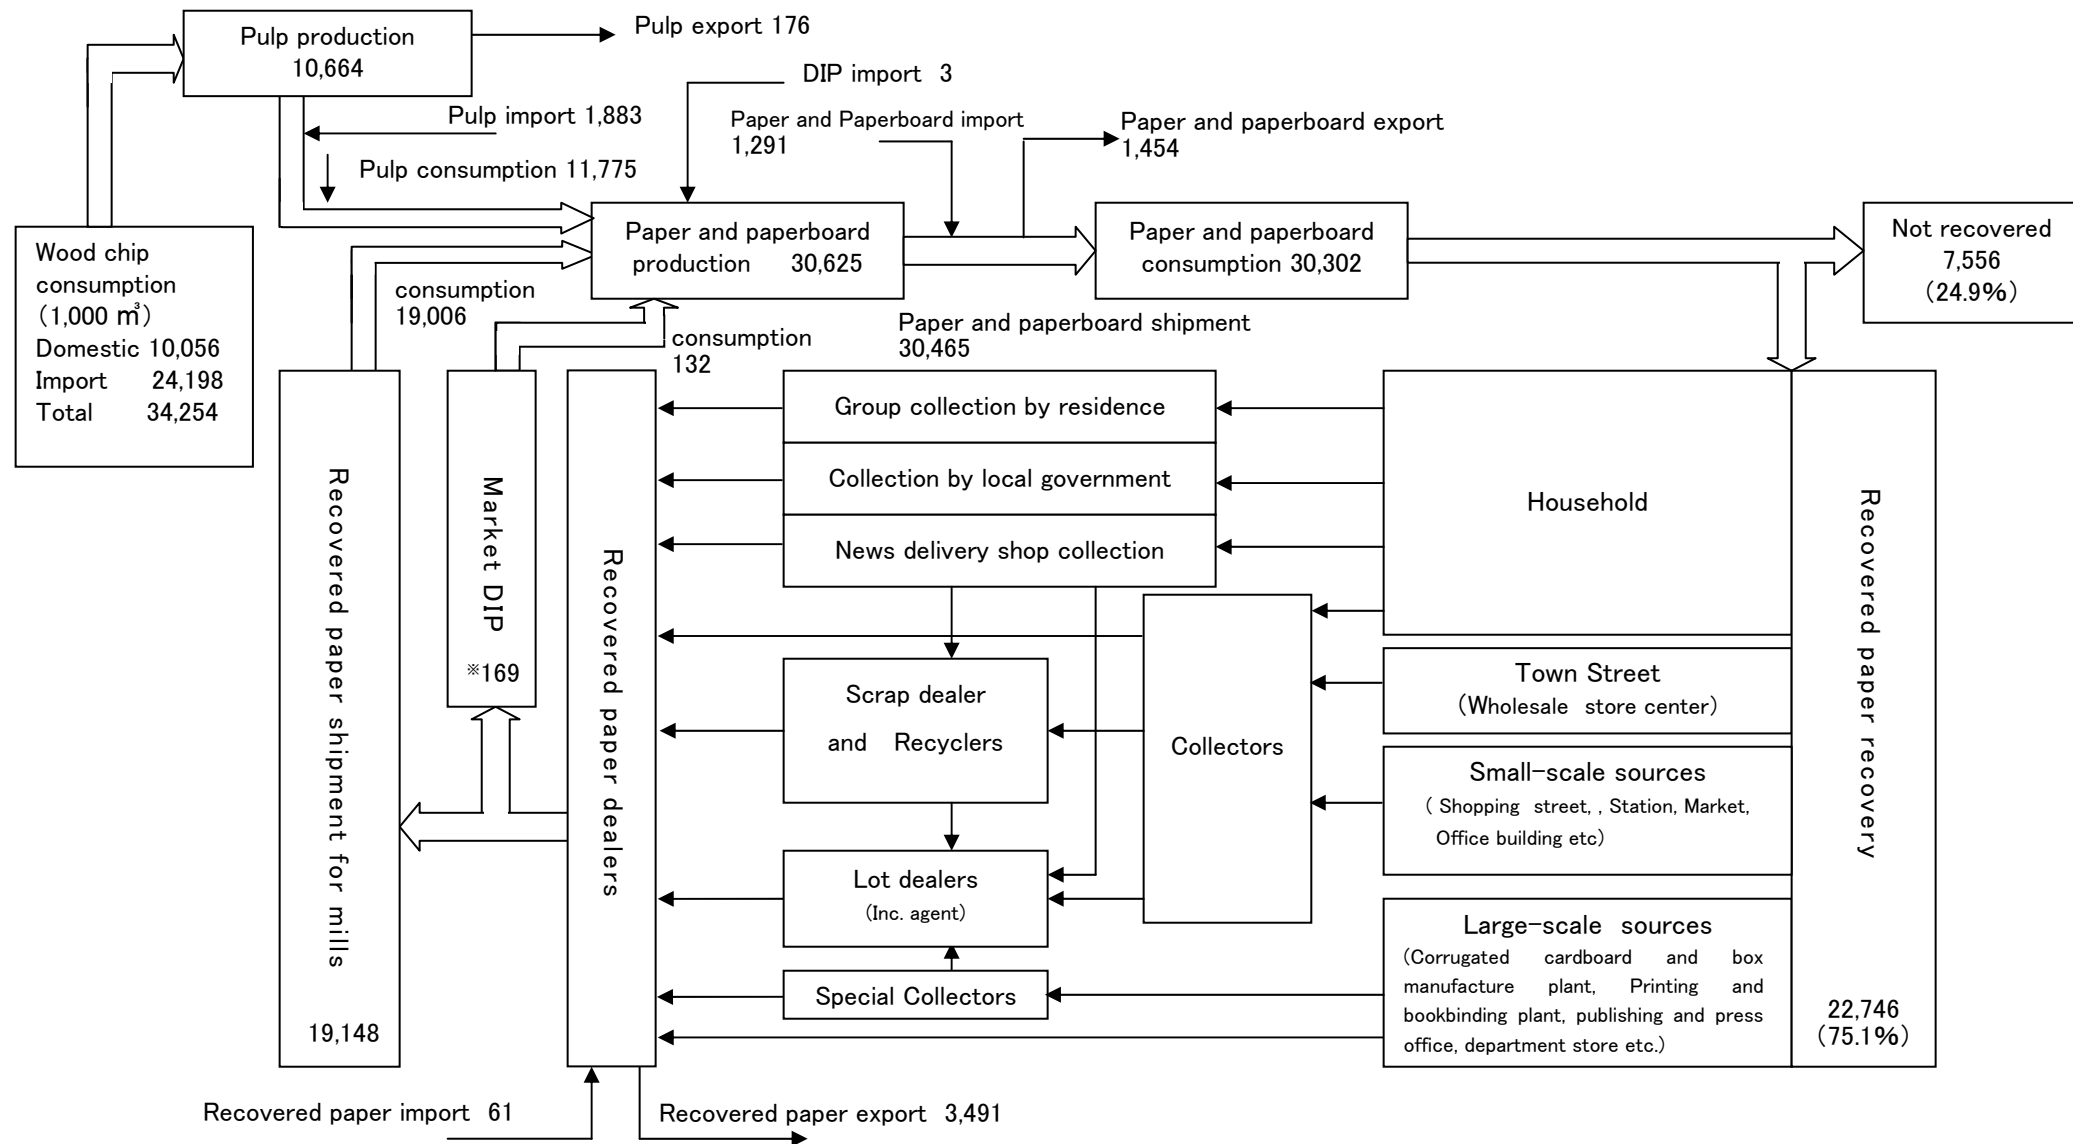 Pulp production
10,664
Pulp export 176
DIP import 3
Pulp import 1,883
Paper and Paperboard import
1,291
Paper and paperboard export
1,454
Pulp consumption 11,775
Wood chip
consumption
(1,000 ㎥)
Domestic 10,056
Import 24,198
Total 34,254
Paper and paperboard
production 30,625
Paper and paperboard
consumption 30,302
Not recovered
7,556
(24.9%)
consumption
19,006
consumption
132
Paper and paperboard shipment
30,465
Recovered paper shipment for mills
19,148
Market DIP
※169
Recovered paper dealers
Group collection by residence
Collection by local government
News delivery shop collection
Scrap dealer
and Recyclers
Lot dealers
(Inc. agent)
Special Collectors
Collectors
Household
Town Street
(Wholesale store center)
Small-scale sources
( Shopping street, , Station, Market,
Office building etc)
Large-scale sources
(Corrugated cardboard and box
manufacture plant, Printing and
bookbinding plant, publishing and press
office, department store etc.)
Recovered paper recovery
22,746
(75.1%)
Recovered paper import 61
Recovered paper export 3,491